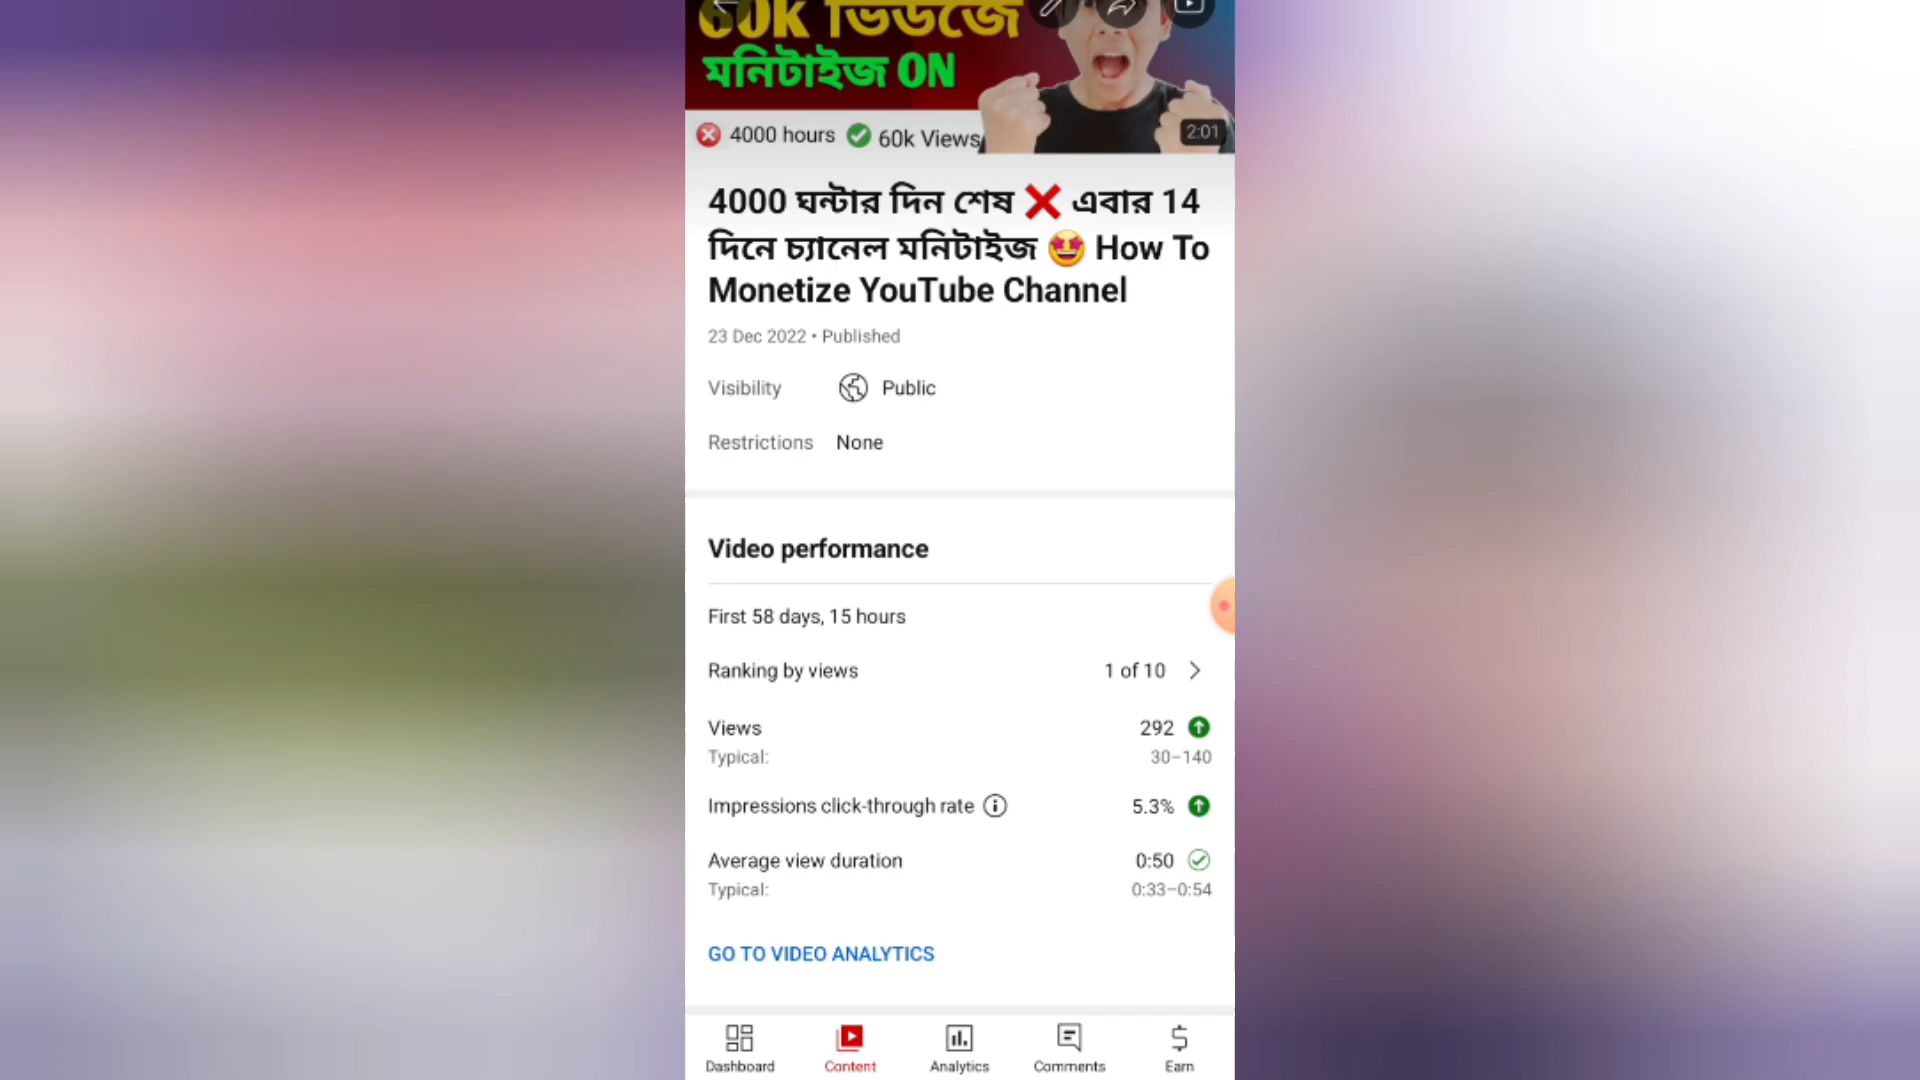 60k ভিউজে
মনিটাইজ ON
4000 hours 60k Views
2:01
4000 ঘন্টার দিন শেষ ❌ এবার 14
দিনে চ্যানেল মনিটাইজ 🤩 How To
Monetize YouTube Channel
23 Dec 2022 • Published
Visibility Public
Restrictions None
Video performance
First 58 days, 15 hours
Ranking by views 1 of 10
Views 292
Typical: 30–140
Impressions click-through rate 5.3%
Average view duration 0:50
Typical: 0:33–0:54
GO TO VIDEO ANALYTICS
Dashboard Content Analytics Comments Earn